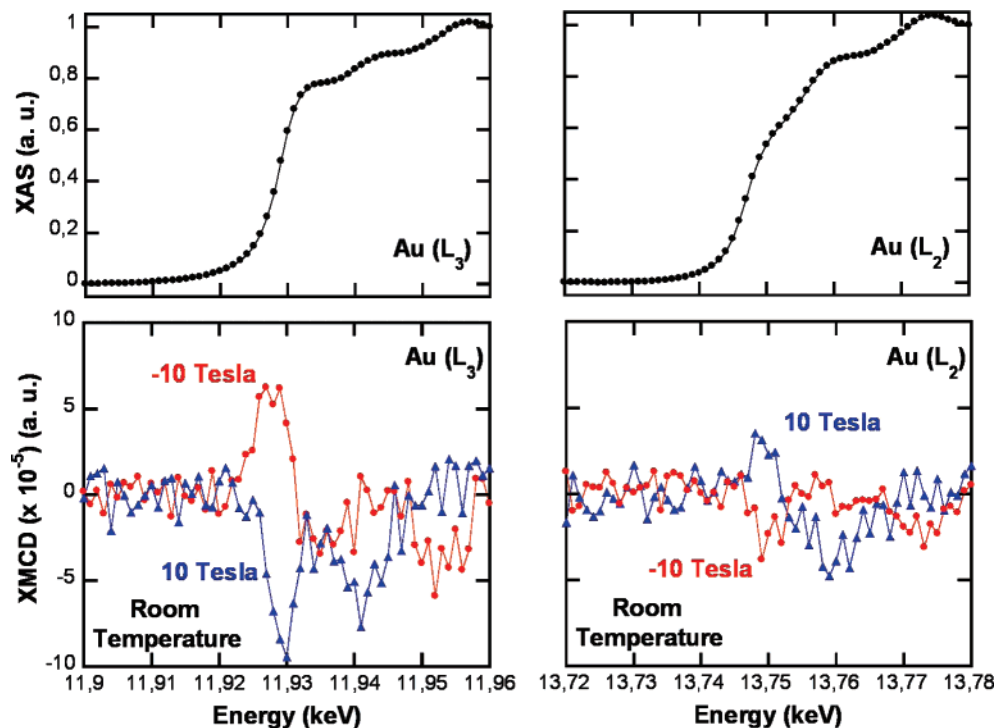 XAS (a. u.)
1
0,8
0,6
0,4
0,2
0
Au (L3)
Au (L2)
XMCD (x 10-5) (a. u.)
10
5
0
-5
-10
-10 Tesla
Au (L3)
10 Tesla
Room
Temperature
11,9 11,91 11,92 11,93 11,94 11,95 11,96
Energy (keV)
Au (L2)
10 Tesla
-10 Tesla
Room
Temperature
13,72 13,73 13,74 13,75 13,76 13,77 13,78
Energy (keV)